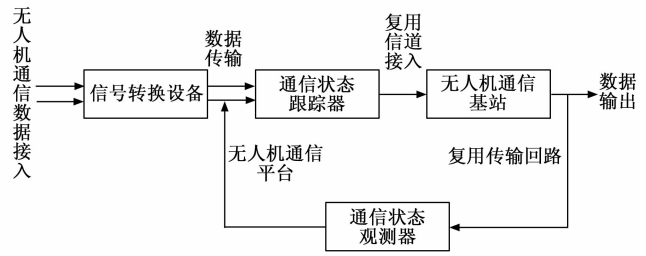 无人机通信数据接入
信号转换设备
数据
传输
通信状态
跟踪器
复用
信道
接入
无人机通信
基站
数据
输出
无人机通信
平台
复用传输回路
通信状态
观测器